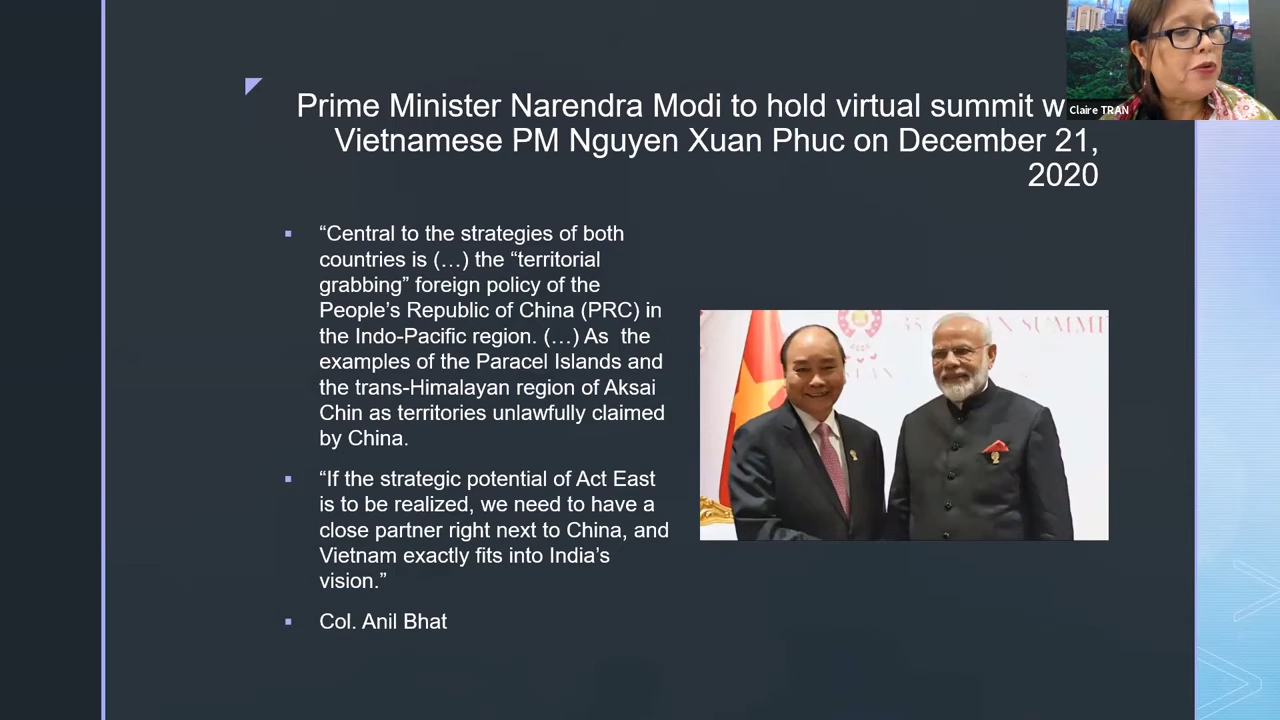 Prime Minister Narendra Modi to hold virtual summit w
Vietnamese PM Nguyen Xuan Phuc on December 21,
2020
Claire TRAN
▪ “Central to the strategies of both
countries is (…) the “territorial
grabbing” foreign policy of the
People’s Republic of China (PRC) in
the Indo-Pacific region. (…) As  the
examples of the Paracel Islands and
the trans-Himalayan region of Aksai
Chin as territories unlawfully claimed
by China.
▪ “If the strategic potential of Act East
is to be realized, we need to have a
close partner right next to China, and
Vietnam exactly fits into India’s
vision.”
▪ Col. Anil Bhat
SUMMIT